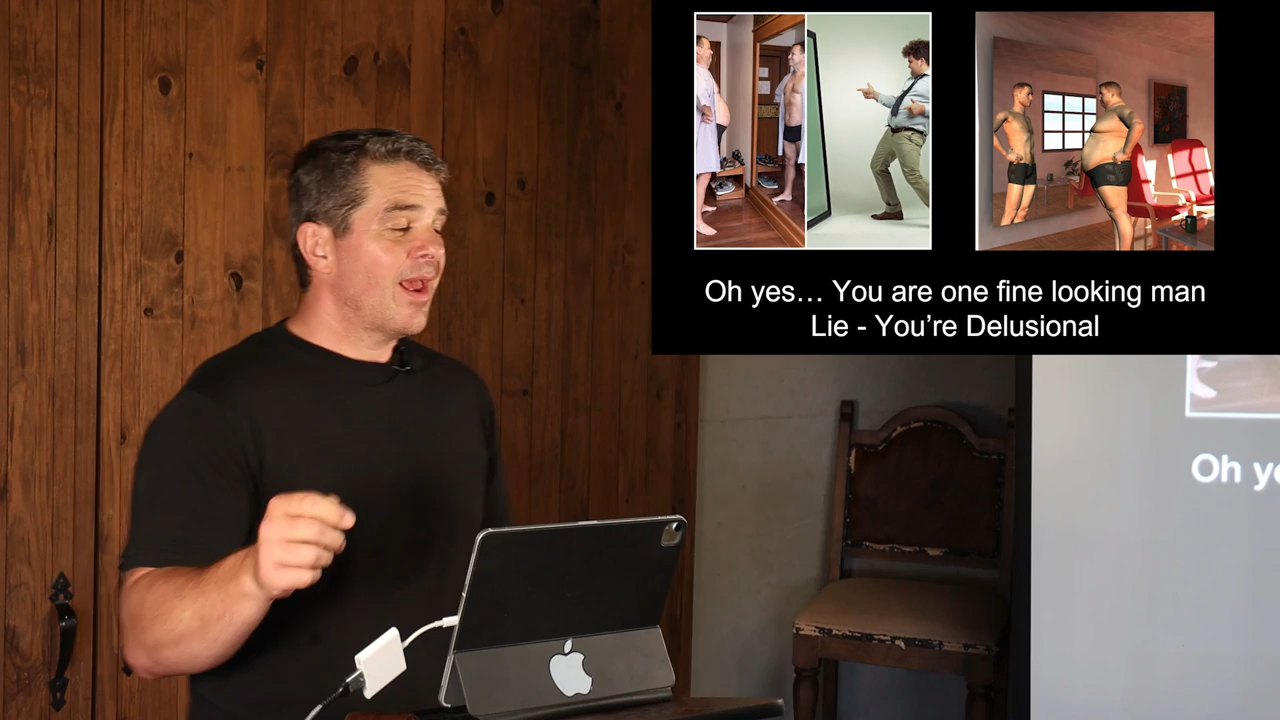 Oh yes… You are one fine looking man
Lie - You’re Delusional
Oh ye